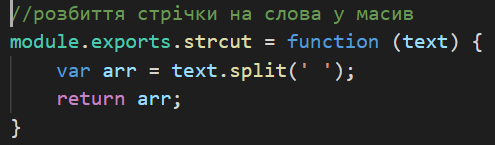 //розбиття стрічки на слова у масив
module.exports.strcut = function (text) {
    var arr = text.split(' ');
    return arr;
}